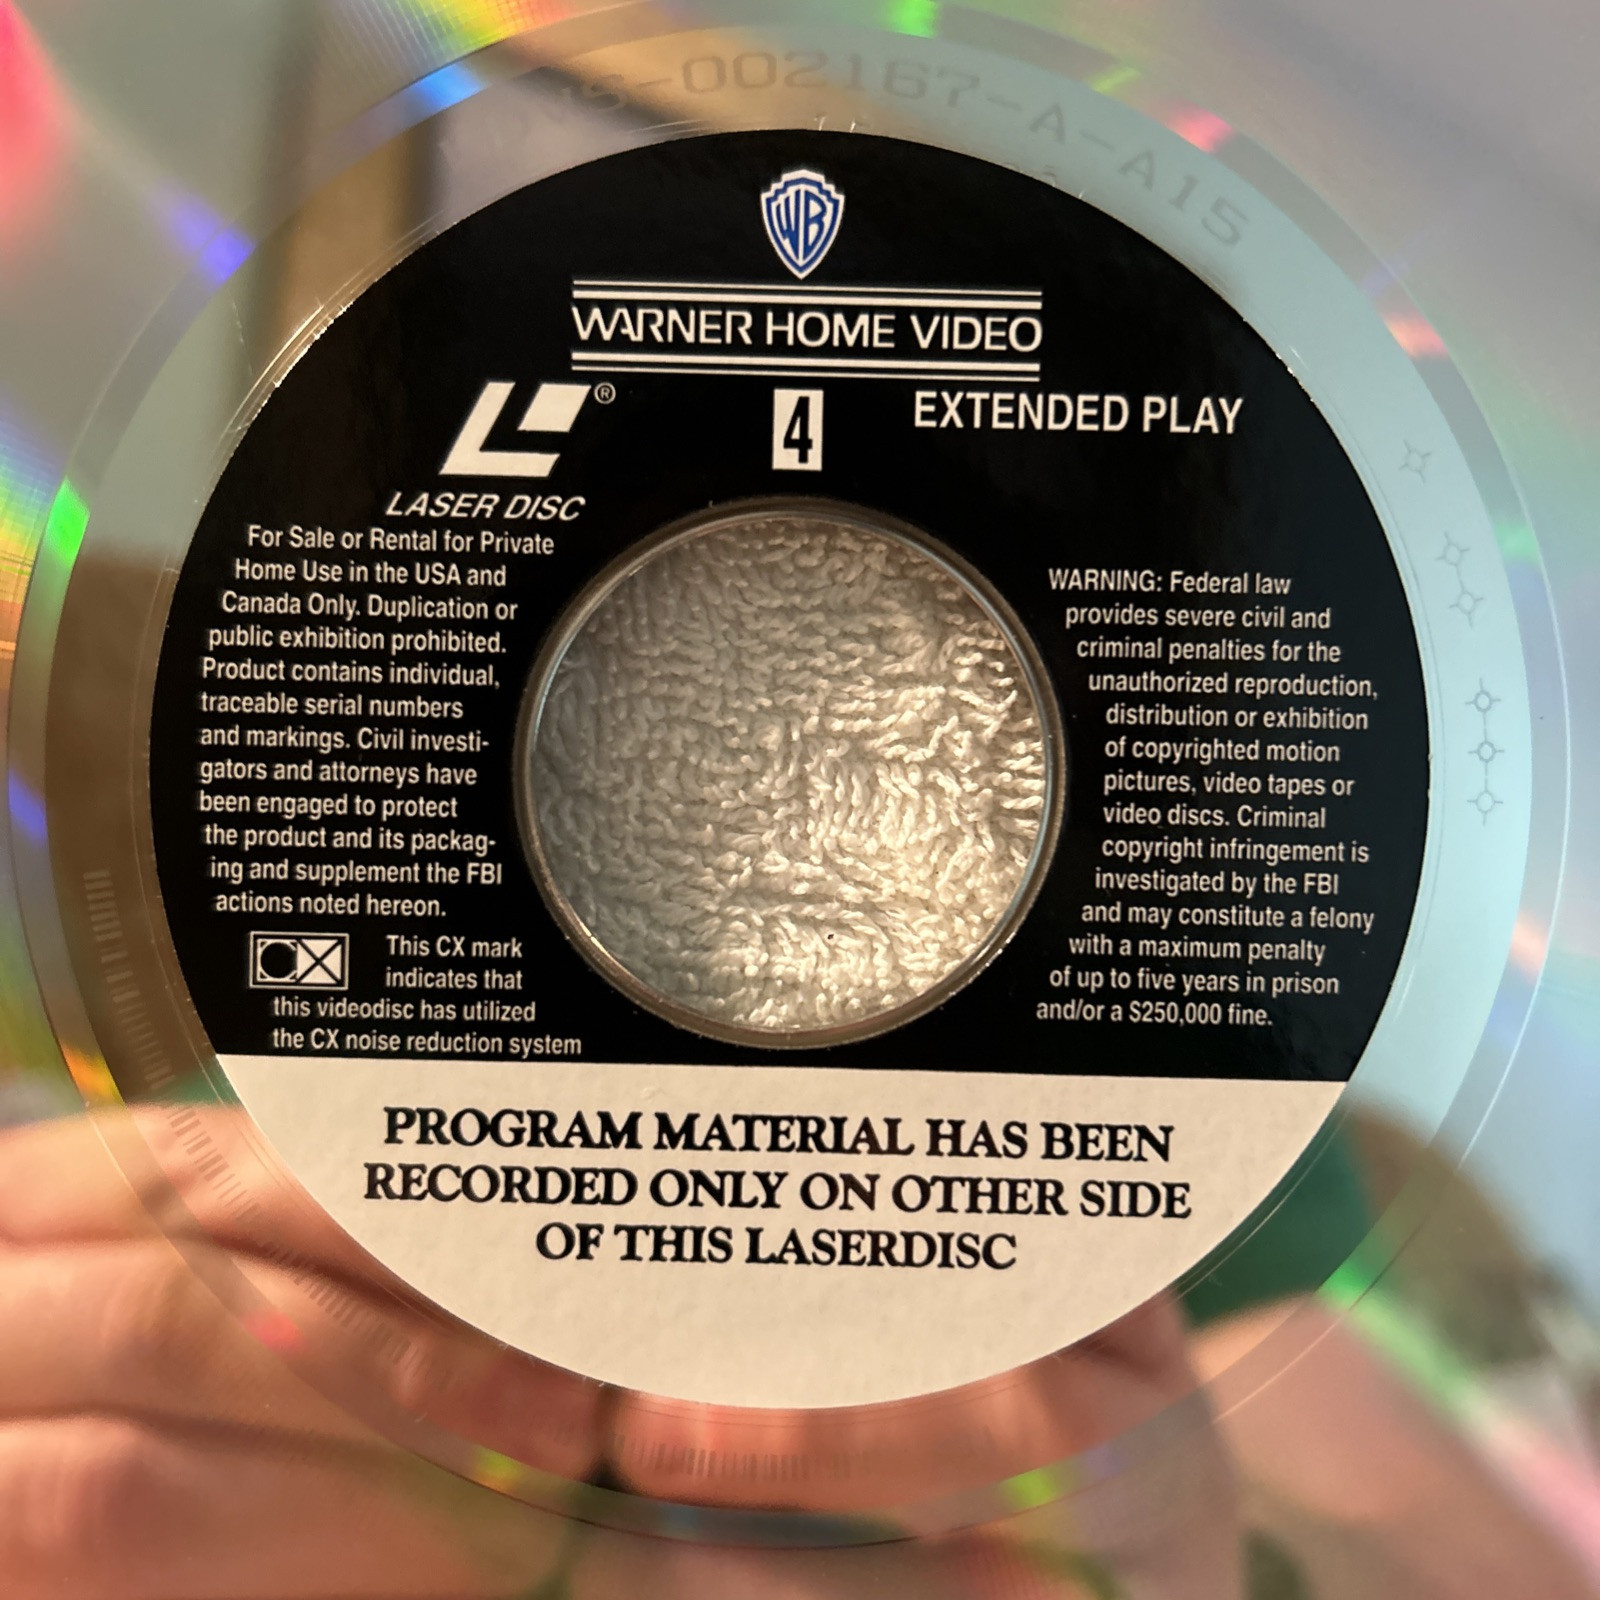 -002167-A-A15
WB
WARNER HOME VIDEO
®
4
EXTENDED PLAY
LASER DISC
For Sale or Rental for Private
Home Use in the USA and
Canada Only. Duplication or
public exhibition prohibited.
Product contains individual,
traceable serial numbers
and markings. Civil investi-
gators and attorneys have
been engaged to protect
the product and its packag-
ing and supplement the FBI
actions noted hereon.
CX
This CX mark
indicates that
this videodisc has utilized
the CX noise reduction system
WARNING: Federal law
provides severe civil and
criminal penalties for the
unauthorized reproduction,
distribution or exhibition
of copyrighted motion
pictures, video tapes or
video discs. Criminal
copyright infringement is
investigated by the FBI
and may constitute a felony
with a maximum penalty
of up to five years in prison
and/or a $250,000 fine.
PROGRAM MATERIAL HAS BEEN
RECORDED ONLY ON OTHER SIDE
OF THIS LASERDISC